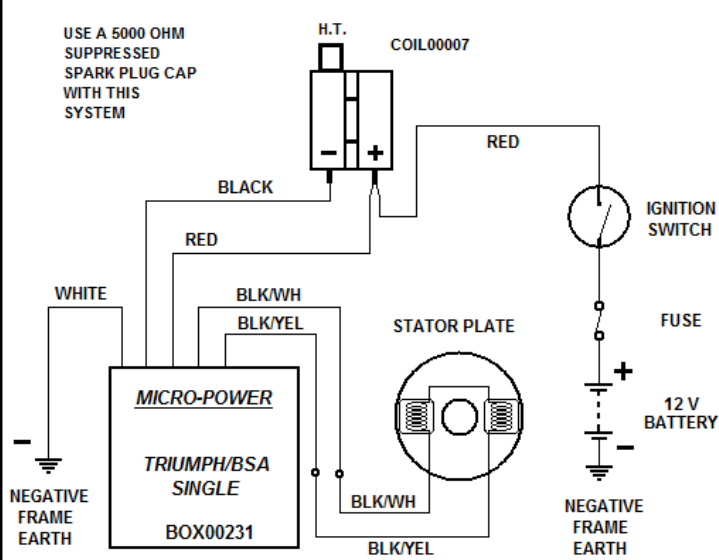 USE A 5000 OHM
SUPPRESSED
SPARK PLUG CAP
WITH THIS
SYSTEM
H.T.
COIL00007
−
+
RED
BLACK
RED
IGNITION
SWITCH
WHITE
BLK/WH
BLK/YEL
STATOR PLATE
FUSE
+
12 V
BATTERY
−
MICRO-POWER
TRIUMPH/BSA
SINGLE
BOX00231
−
NEGATIVE
FRAME
EARTH
BLK/WH
BLK/YEL
NEGATIVE
FRAME
EARTH